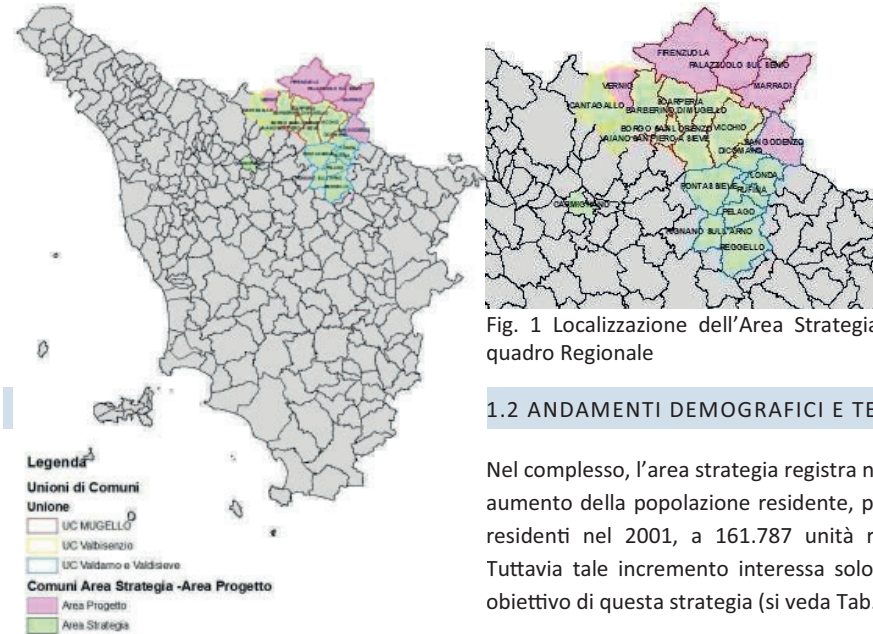 FIRENZUOLA
PALAZZUOLO SUL SENIO
MARRADI
VERNIO
CANTAGALLO
SCARPERIA
BARBERINO DI MUGELLO
BORGO SAN LORENZO
VICCHIO
VAIANO
SAN PIERO A SIEVE
SAN GODENZO
DICOMANO
LONDA
PONTASSIEVE
RUFINA
CARMIGNANO
PELAGO
RIGNANO SULL'ARNO
REGGELLO
Fig. 1 Localizzazione dell'Area Strategia
quadro Regionale
1.2 ANDAMENTI DEMOGRAFICI E TE
Nel complesso, l'area strategia registra n
aumento della popolazione residente, p
residenti nel 2001, a 161.787 unità
Tuttavia tale incremento interessa solo
obiettivo di questa strategia (si veda Tab.
Legenda
Unioni di Comuni
Unione
UC MUGELLO
UC Valbisenzio
UC Valdarno e Valdisieve
Comuni Area Strategia -Area Progetto
Area Progetto
Area Strategia